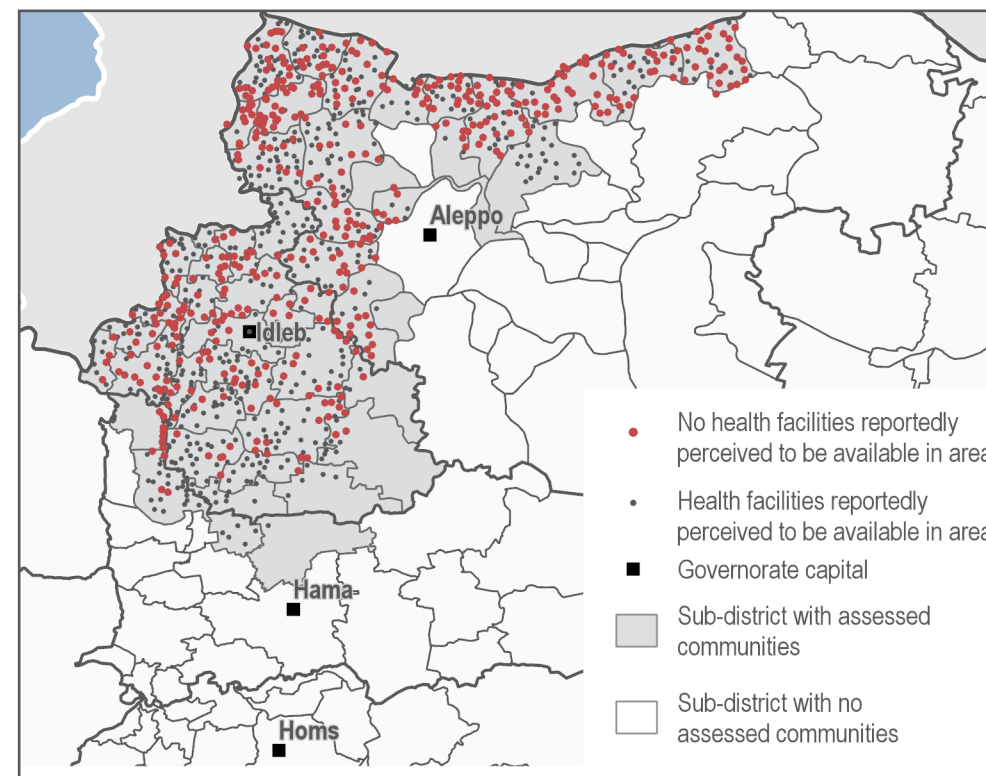 Aleppo
Idleb
No health facilities reportedly
perceived to be available in area
Health facilities reportedly
perceived to be available in area
Governorate capital
Sub-district with assessed
communities
Hama
Sub-district with no
assessed communities
Homs